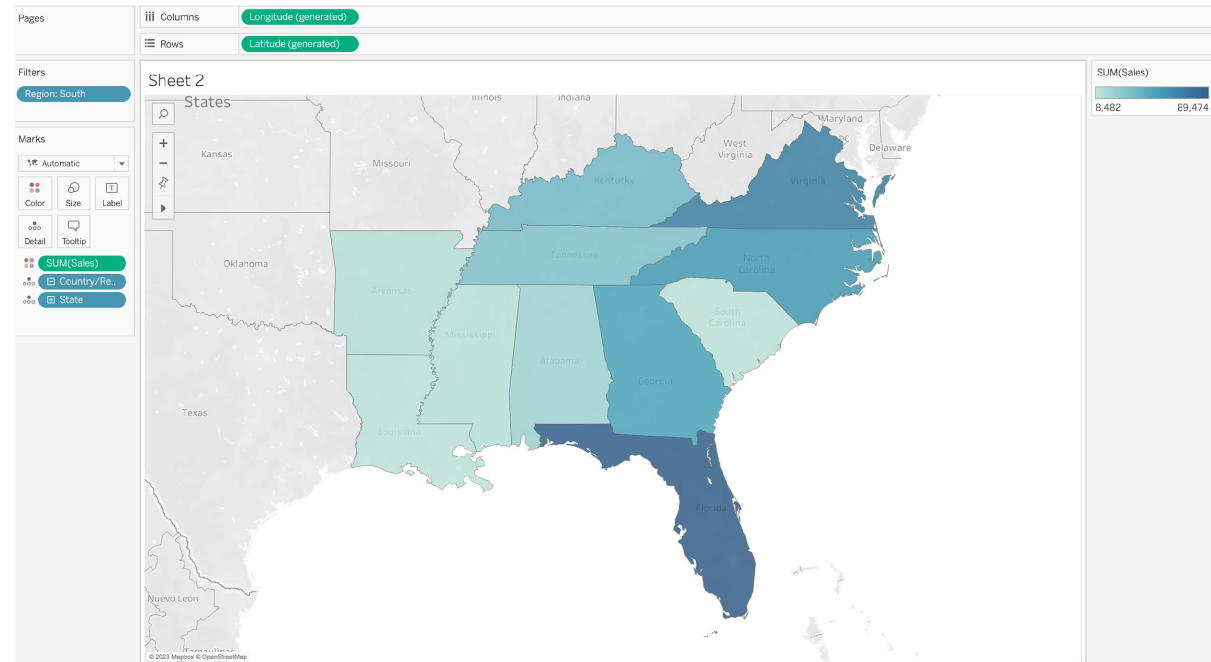 Pages
Columns
Longitude (generated)
Rows
Latitude (generated)
Filters
Region: South
Marks
Automatic
Color
Size
Label
Detail
Tooltip
SUM(Sales)
Country/Re..
State
Sheet 2
States
Illinois
Indiana
Maryland
DC
Delaware
West
Virginia
Kansas
Missouri
Kentucky
Virginia
Oklahoma
Tennessee
North
Carolina
Arkansas
South
Carolina
Mississippi
Alabama
Georgia
Texas
Louisiana
Florida
Nuevo León
Tamaulipas
© 2023 Mapbox © OpenStreetMap
SUM(Sales)
8,482 89,474